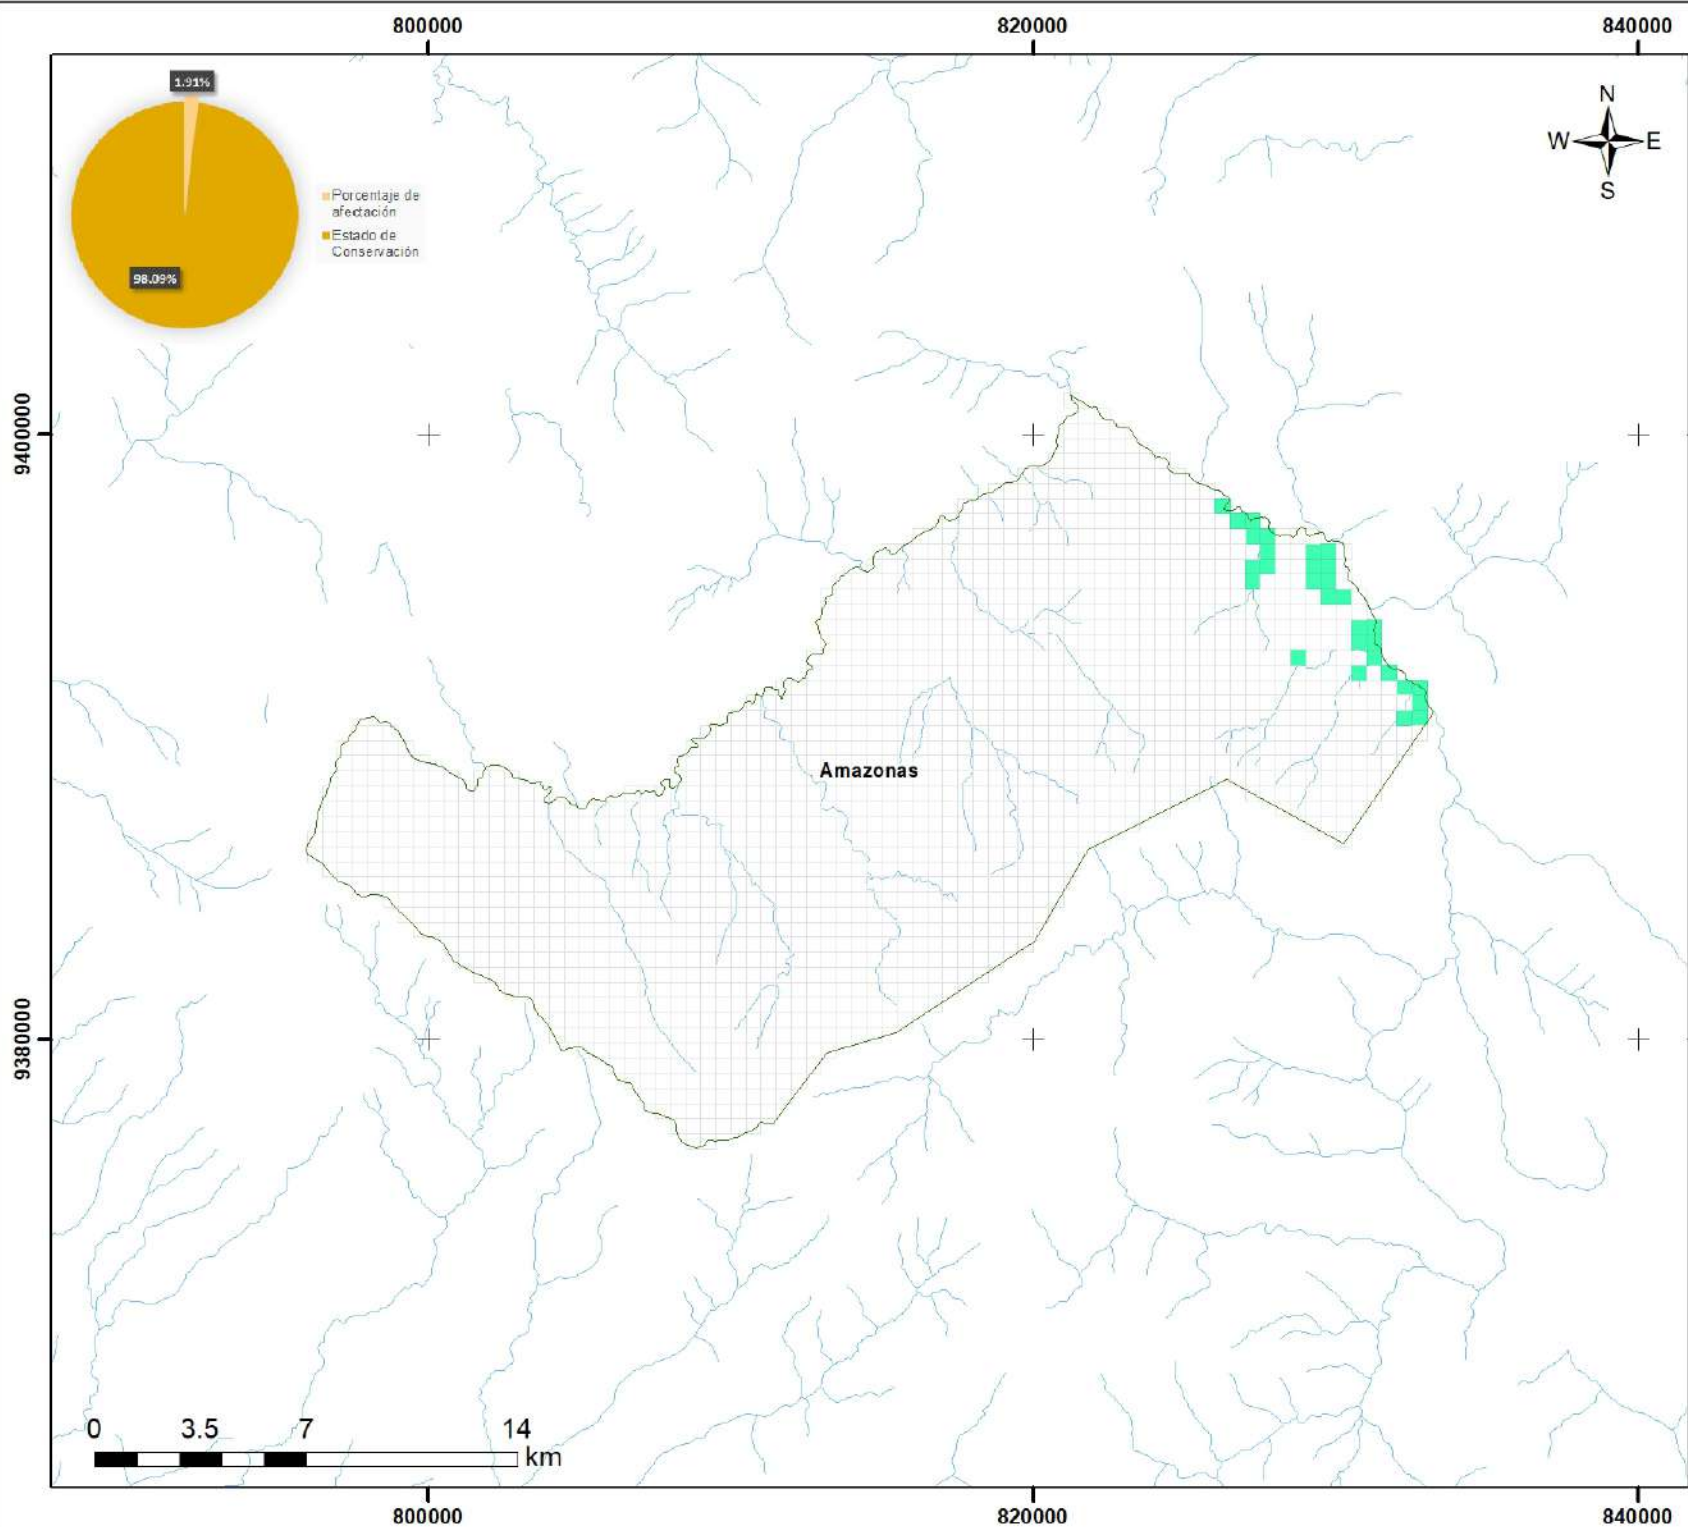 800000
820000
840000
1.91%
N
W
E
S
Porcentaje de
afectación
Estado de
Conservación
98.09%
9400000
Amazonas
9380000
0
3.5
7
14
km
800000
820000
840000